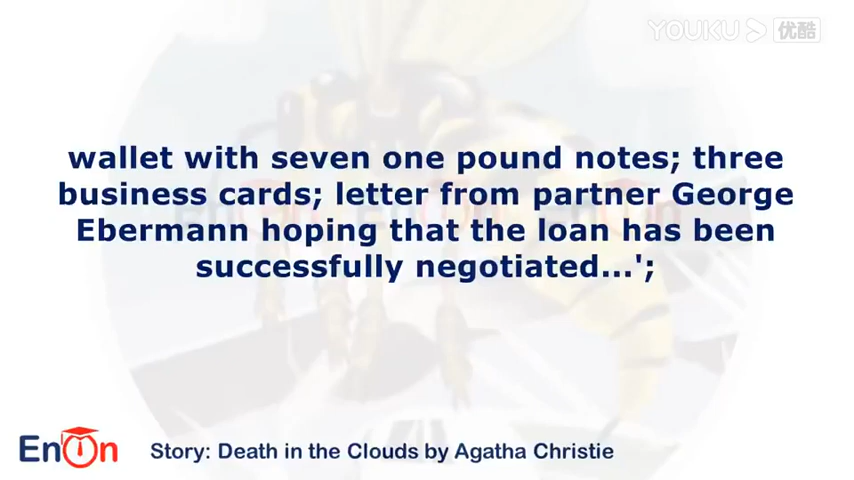 YOUKU 优酷
wallet with seven one pound notes; three
business cards; letter from partner George
Ebermann hoping that the loan has been
successfully negotiated...';
EnOn
Story: Death in the Clouds by Agatha Christie